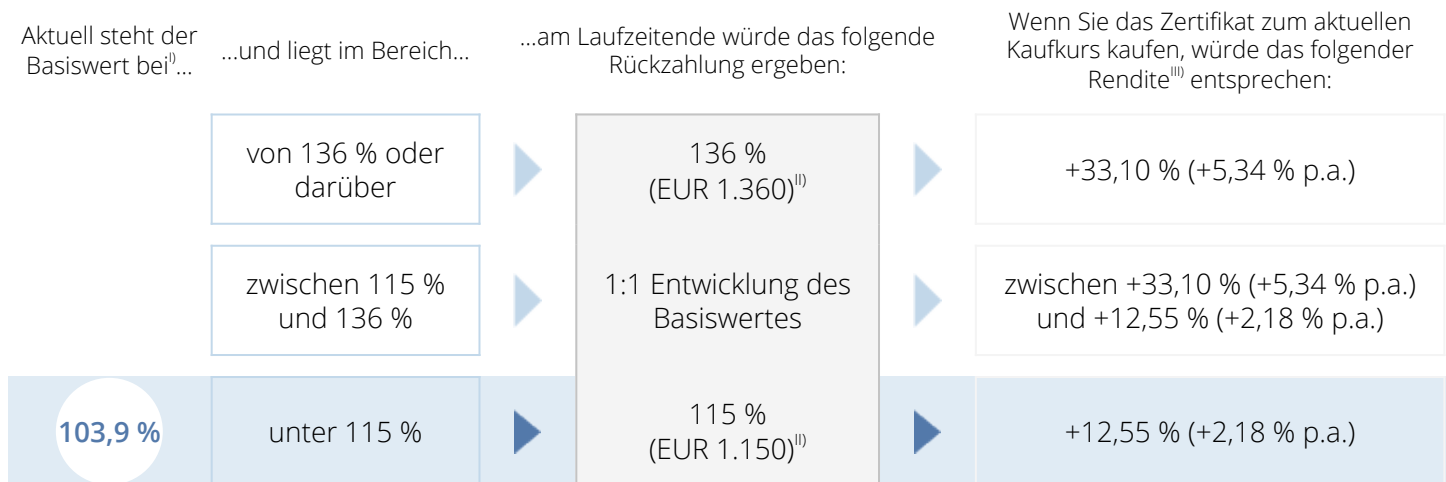 Aktuell steht der
Basiswert bei I)...
...und liegt im Bereich...
...am Laufzeitende würde das folgende
Rückzahlung ergeben:
Wenn Sie das Zertifikat zum aktuellen
Kaufkurs kaufen, würde das folgender
Rendite III) entsprechen:
von 136 % oder
darüber
136 %
(EUR 1.360) II)
+33,10 % (+5,34 % p.a.)
zwischen 115 %
und 136 %
1:1 Entwicklung des
Basiswertes
zwischen +33,10 % (+5,34 % p.a.)
und +12,55 % (+2,18 % p.a.)
103,9 %
unter 115 %
115 %
(EUR 1.150) II)
+12,55 % (+2,18 % p.a.)